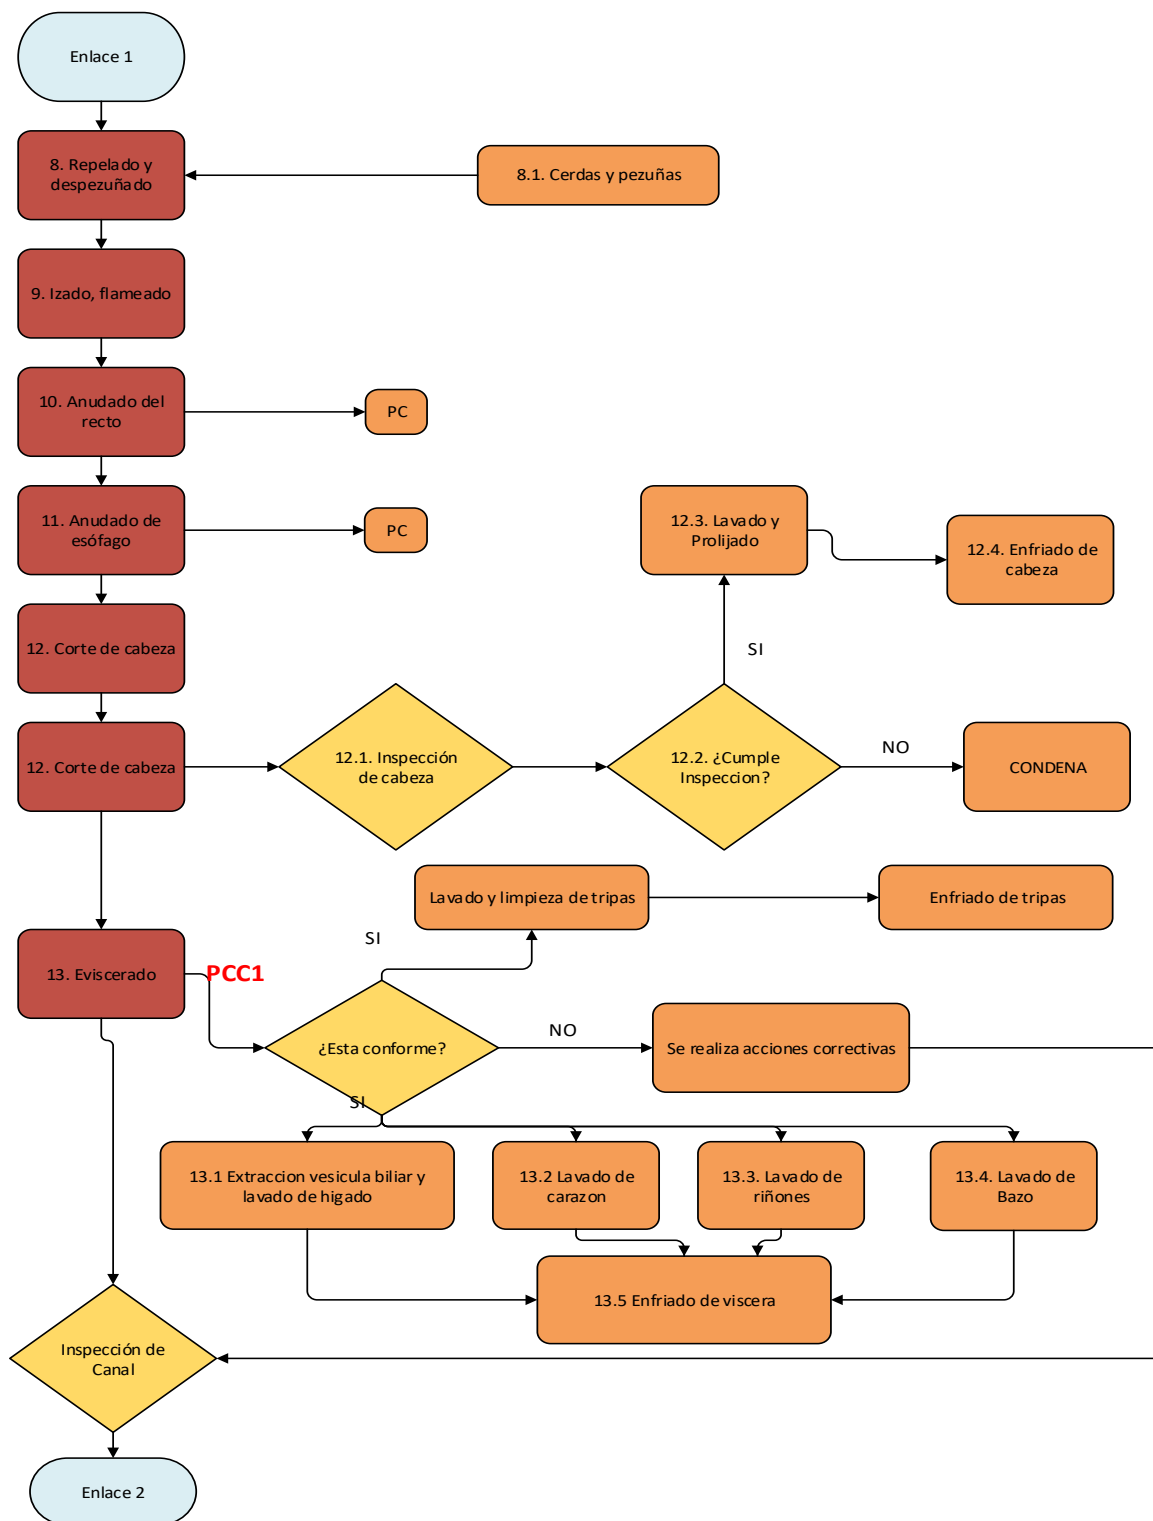 Enlace 1
8. Repelado y
despezuñado
8.1. Cerdas y pezuñas
9. Izado, flameado
10. Anudado del
recto
PC
11. Anudado de
esófago
PC
12.3. Lavado y
Prolijado
12.4. Enfriado de
cabeza
12. Corte de cabeza
SI
12. Corte de cabeza
12.1. Inspección
de cabeza
12.2. ¿Cumple
Inspeccion?
NO
CONDENA
Lavado y limpieza de tripas
Enfriado de tripas
SI
13. Eviscerado
PCC1
¿Esta conforme?
NO
Se realiza acciones correctivas
SI
13.1 Extraccion vesicula biliar y
lavado de higado
13.2 Lavado de
carazon
13.3. Lavado de
riñones
13.4. Lavado de
Bazo
13.5 Enfriado de viscera
Inspección de
Canal
Enlace 2